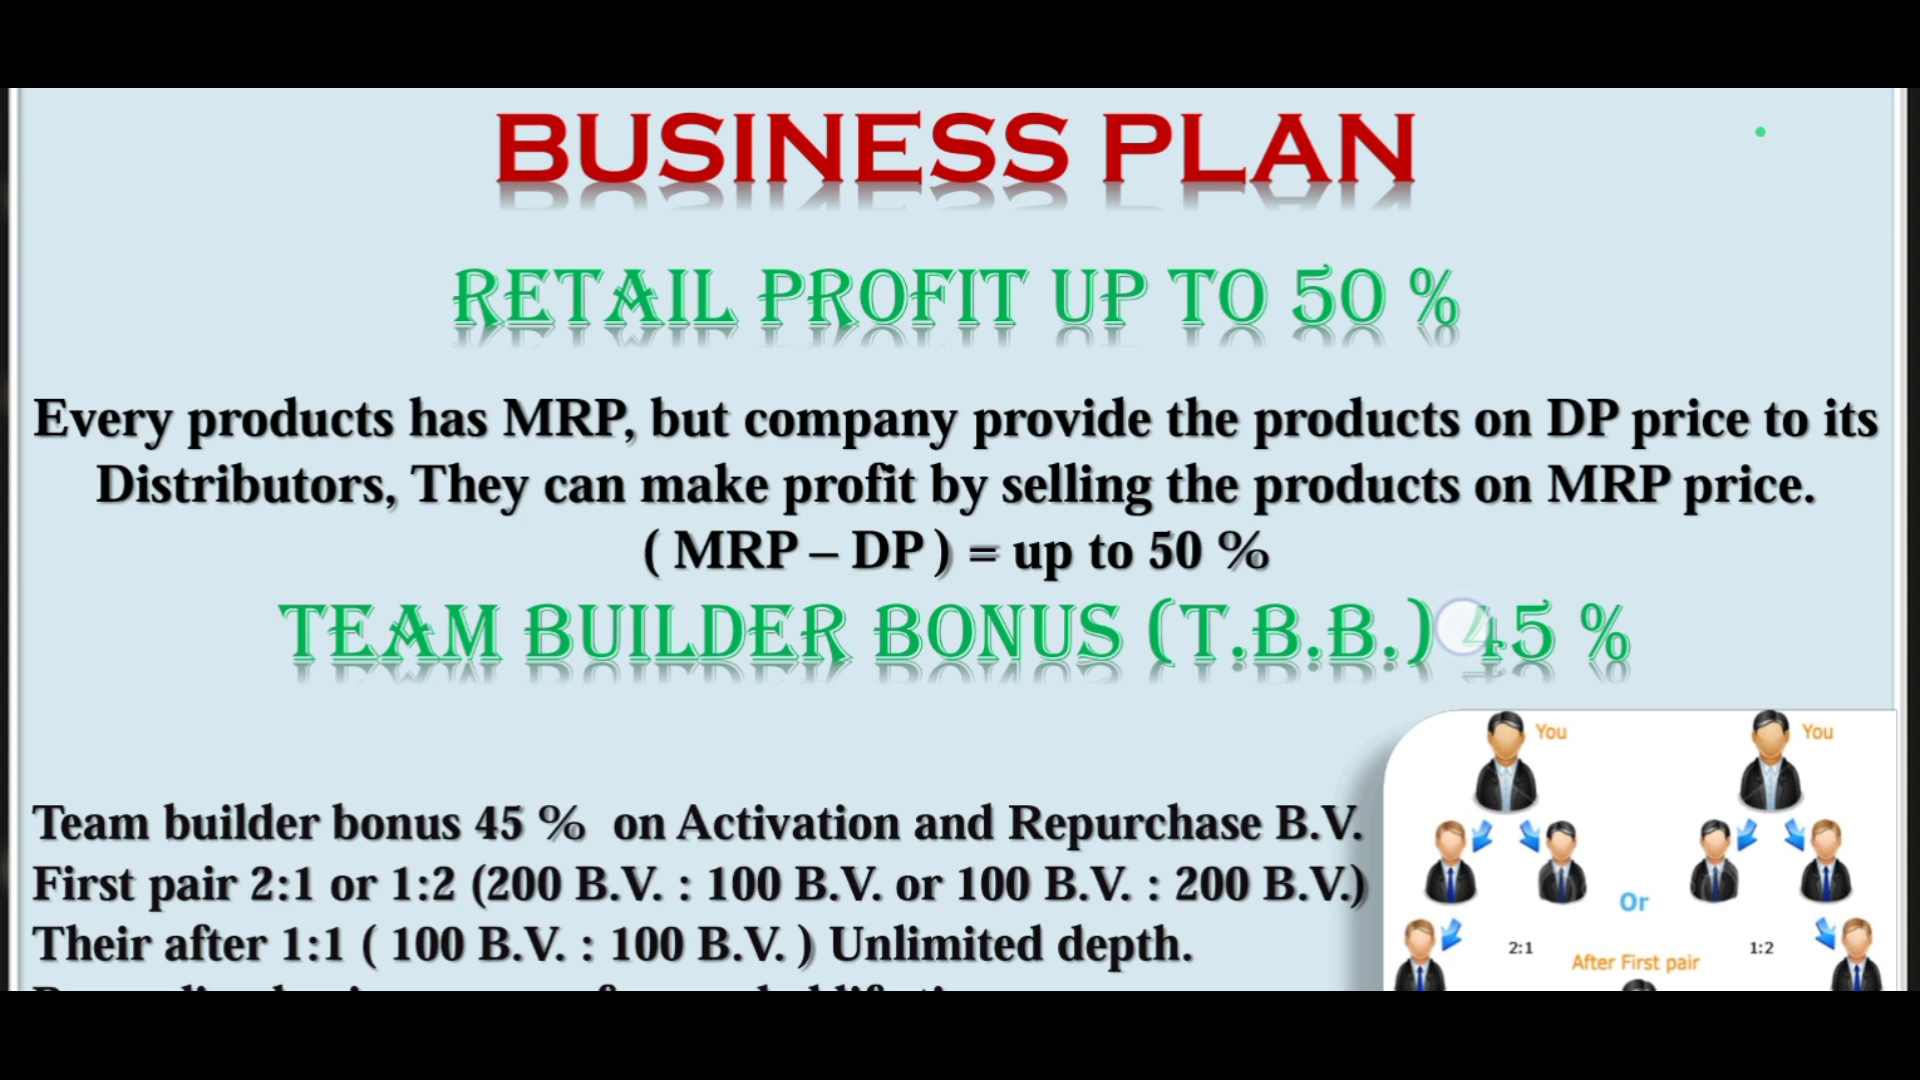 BUSINESS PLAN
RETAIL PROFIT UP TO 50 %
Every products has MRP, but company provide the products on DP price to its
Distributors, They can make profit by selling the products on MRP price.
( MRP – DP ) = up to 50 %
TEAM BUILDER BONUS (T.B.B.) 45 %
Team builder bonus 45 % on Activation and Repurchase B.V.
First pair 2:1 or 1:2 (200 B.V. : 100 B.V. or 100 B.V. : 200 B.V.)
Their after 1:1 ( 100 B.V. : 100 B.V. ) Unlimited depth.
You You
Or
2:1 1:2
After First pair